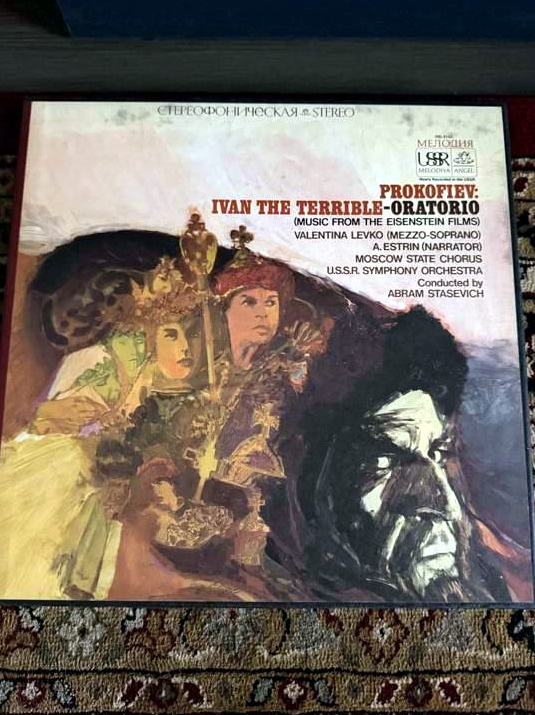 СТЕРЕОФОНИЧЕСКАЯ STEREO
МЕЛОДИЯ
USSR
MELODIYA ANGEL
PROKOFIEV:
IVAN THE TERRIBLE-ORATORIO
(MUSIC FROM THE EISENSTEIN FILMS)
VALENTINA LEVKO (MEZZO-SOPRANO)
A. ESTRIN (NARRATOR)
MOSCOW STATE CHORUS
U.S.S.R. SYMPHONY ORCHESTRA
Conducted by
ABRAM STASEVICH